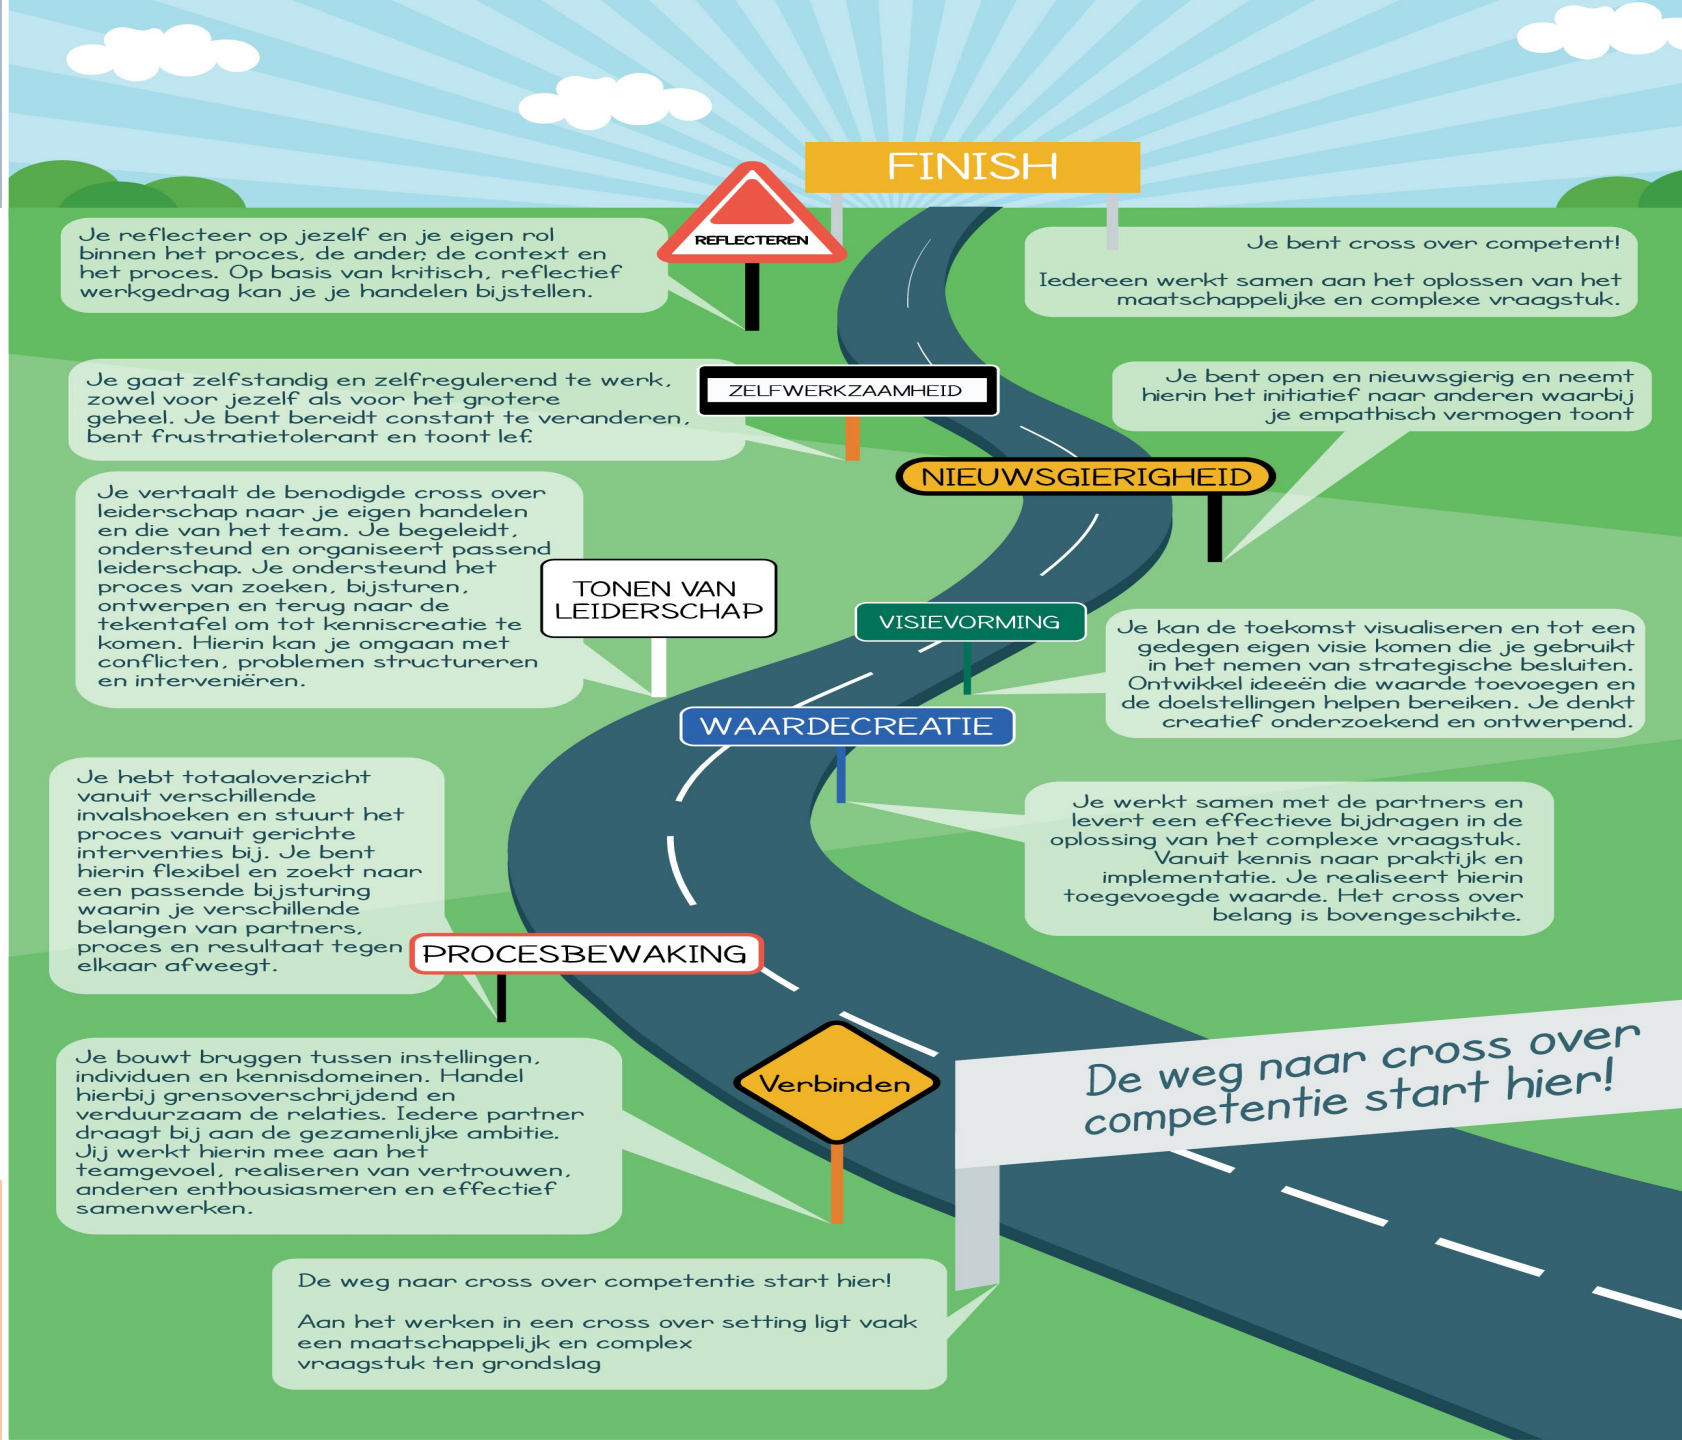 FINISH
REFLECTEREN
Je reflecteer op jezelf en je eigen rol
binnen het proces, de ander, de context en
het proces. Op basis van kritisch, reflectief
werkgedrag kan je je handelen bijstellen.
Je bent cross over competent!
Iedereen werkt samen aan het oplossen van het
maatschappelijke en complexe vraagstuk.
Je gaat zelfstandig en zelfregulerend te werk,
zowel voor jezelf als voor het grotere
geheel. Je bent bereidt constant te veranderen,
bent frustratietolerant en toont lef.
ZELFWERKZAAMHEID
Je bent open en nieuwsgierig en neemt
hierin het initiatief naar anderen waarbij
je empathisch vermogen toont
NIEUWSGIERIGHEID
Je vertaalt de benodigde cross over
leiderschap naar je eigen handelen
en die van het team. Je begeleidt,
ondersteund en organiseert passend
leiderschap. Je ondersteund het
proces van zoeken, bijsturen,
ontwerpen en terug naar de
tekentafel om tot kenniscreatie te
komen. Hierin kan je omgaan met
conflicten, problemen structureren
en interveniëren.
TONEN VAN
LEIDERSCHAP
VISIEVORMING
Je kan de toekomst visualiseren en tot een
gedegen eigen visie komen die je gebruikt
in het nemen van strategische besluiten.
Ontwikkel ideeën die waarde toevoegen en
de doelstellingen helpen bereiken. Je denkt
creatief onderzoekend en ontwerpend.
WAARDECREATIE
Je werkt samen met de partners en
levert een effectieve bijdragen in de
oplossing van het complexe vraagstuk.
Vanuit kennis naar praktijk en
implementatie. Je realiseert hierin
toegevoegde waarde. Het cross over
belang is bovengeschikte.
Je hebt totaaloverzicht
vanuit verschillende
invalshoeken en stuurt het
proces vanuit gerichte
interventies bij. Je bent
hierin flexibel en zoekt naar
een passende bijsturing
waarin je verschillende
belangen van partners,
proces en resultaat tegen
elkaar afweegt.
PROCESBEWAKING
Je bouwt bruggen tussen instellingen,
individuen en kennisdomeinen. Handel
hierbij grensoverschrijdend en
verduurzaam de relaties. Iedere partner
draagt bij aan de gezamenlijke ambitie.
Jij werkt hierin mee aan het
teamgevoel, realiseren van vertrouwen,
anderen enthousiasmeren en effectief
samenwerken.
Verbinden
De weg naar cross over
competentie start hier!
De weg naar cross over competentie start hier!
Aan het werken in een cross over setting ligt vaak
een maatschappelijk en complex
vraagstuk ten grondslag